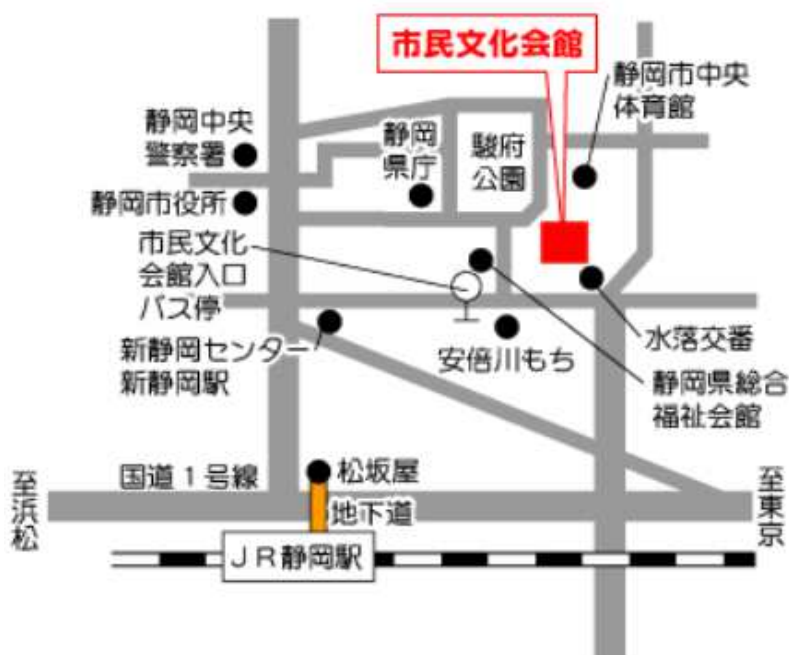 市民文化会館
静岡市中央
体育館
静岡中央
警察署
静岡
県庁
駿府
公園
静岡市役所
市民文化
会館入口
バス停
新静岡センター
新静岡駅
安倍川もち
水落交番
静岡県総合
福祉会館
国道1号線
松坂屋
至浜松
至東京
地下道
JR静岡駅